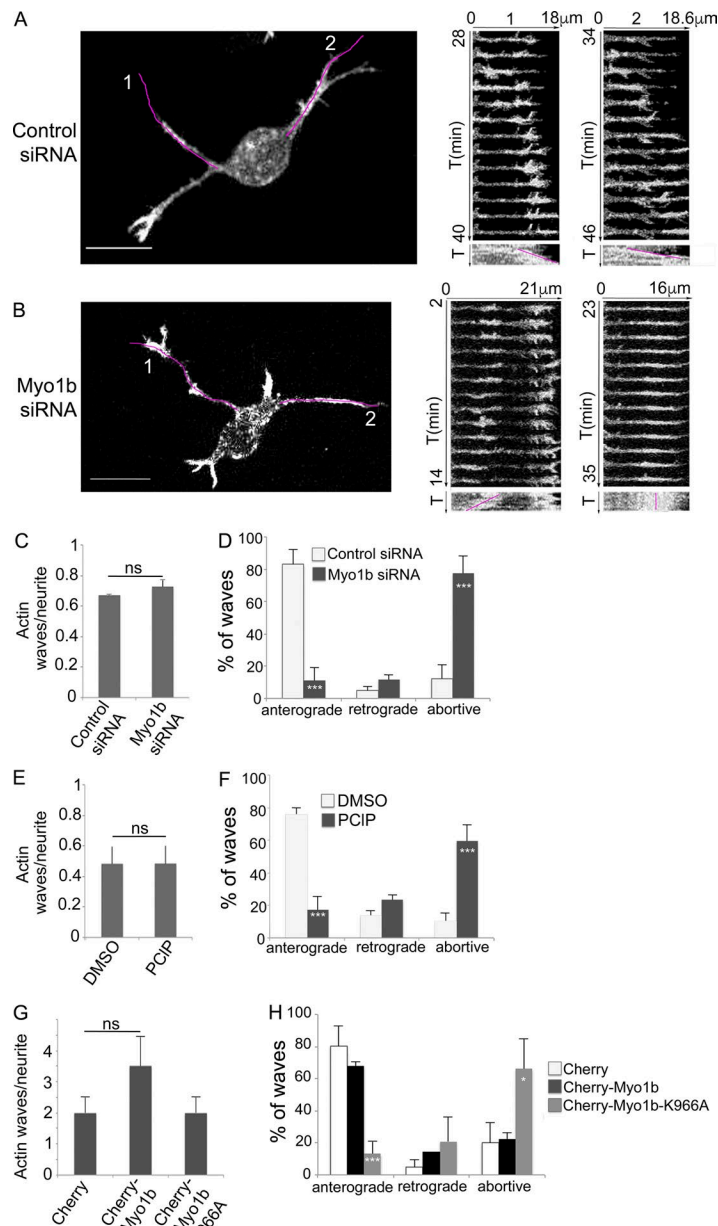 A
Control
siRNA
1
2
0 1 18μm
28
T(min)
40
T
0 2 18.6μm
34
T(min)
46
T
B
Myo1b
siRNA
1
2
0 21μm
2
T(min)
14
T
0 16μm
23
T(min)
35
T
C
Actin
waves/neurite
1
0.8
0.6
0.4
0.2
0
ns
Control
siRNA
Myo1b
siRNA
D
% of waves
100
80
60
40
20
0
Control siRNA
Myo1b siRNA
***
***
anterograde retrograde abortive
E
Actin
waves/neurite
1
0.8
0.6
0.4
0.2
0
ns
DMSO
PCIP
F
% of waves
100
80
60
40
20
0
DMSO
PCIP
***
***
anterograde retrograde abortive
G
Actin waves/neurite
4
3
2
1
0
ns
Cherry
Cherry-
Myo1b
Cherry-
H
% of waves
100
80
60
40
20
0
Cherry
Cherry-Myo1b
Cherry-Myo1b-K966A
***
*
anterograde retrograde abortive